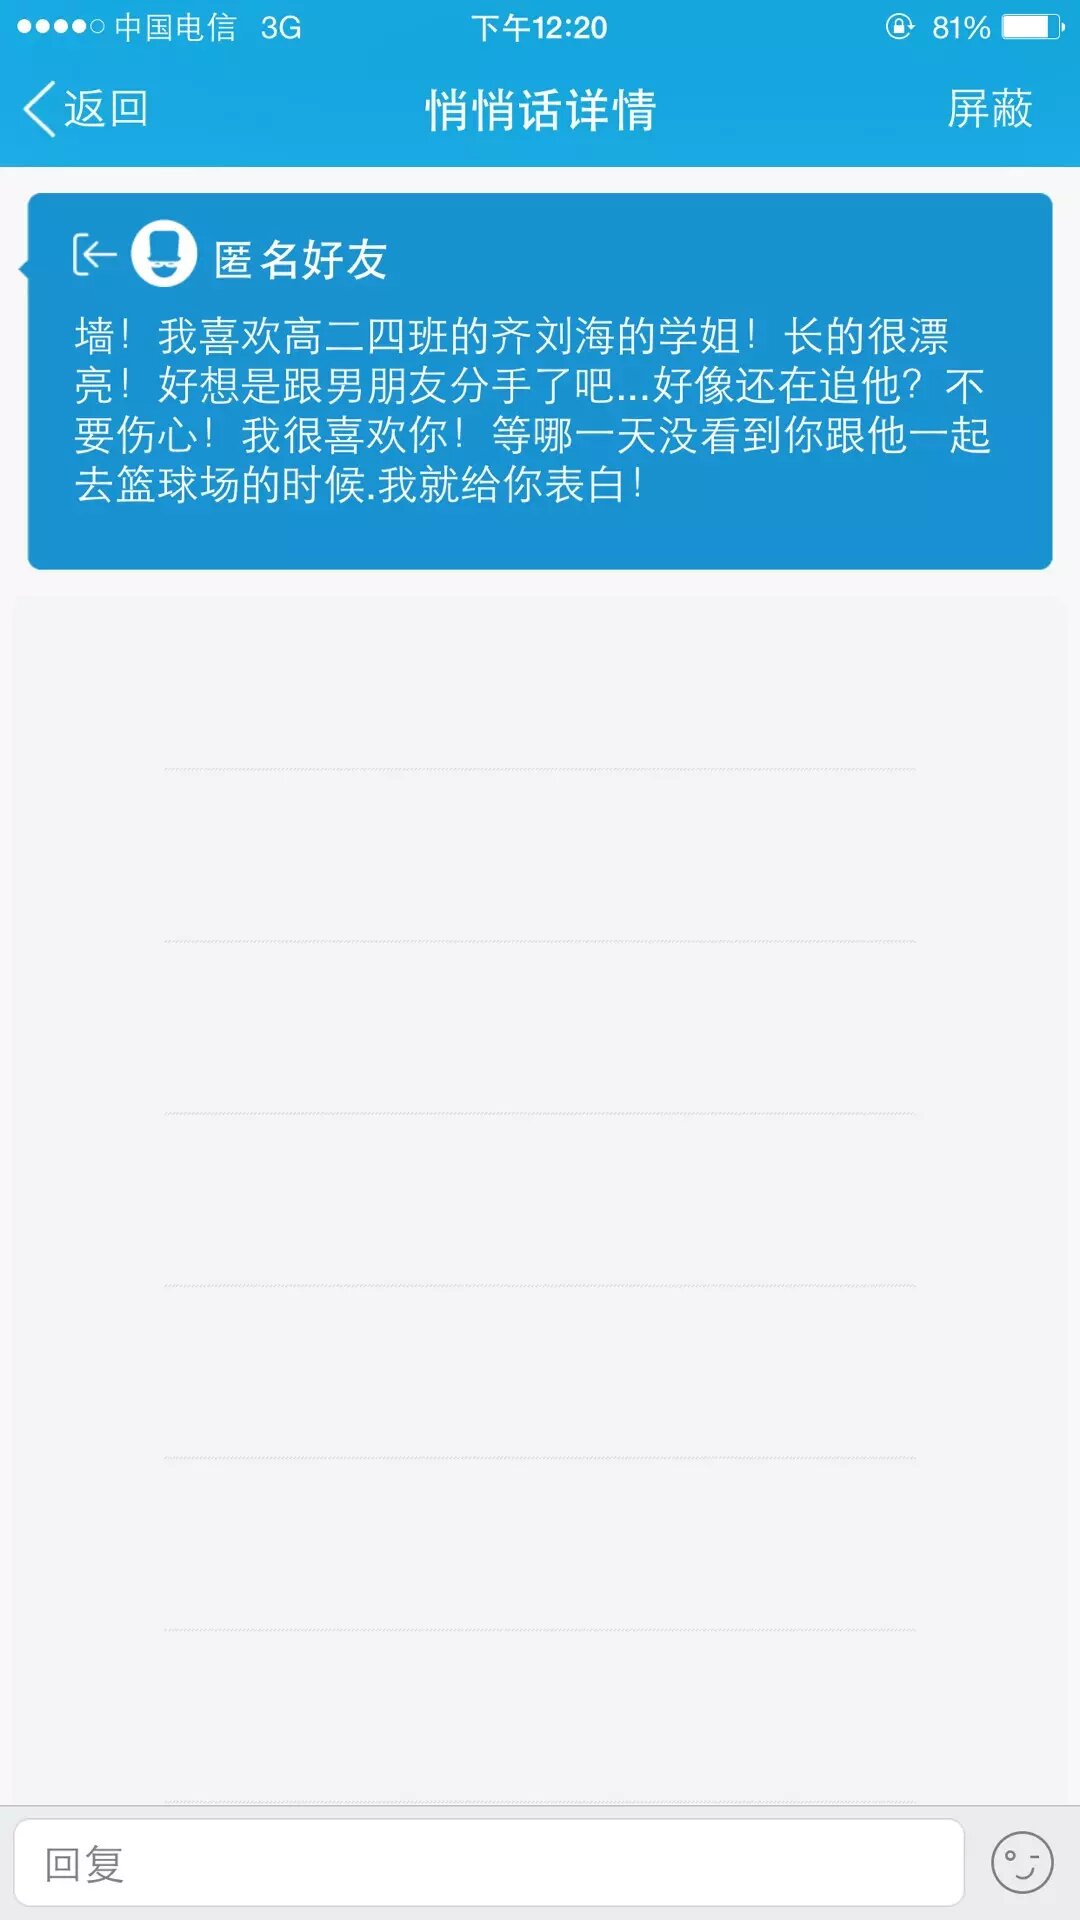 中国电信 3G 下午12:20 81%
返回 悄悄话详情 屏蔽
匿名好友
墙！我喜欢高二四班的齐刘海的学姐！长的很漂
亮！好想是跟男朋友分手了吧...好像还在追他？不
要伤心！我很喜欢你！等哪一天没看到你跟他一起
去篮球场的时候.我就给你表白！
回复